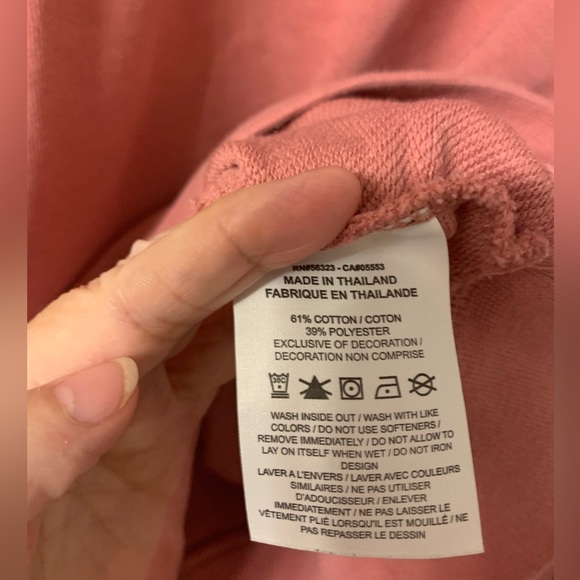 RN#56323 - CA#05553
MADE IN THAILAND
FABRIQUE EN THAILANDE
61% COTTON / COTON
39% POLYESTER
EXCLUSIVE OF DECORATION /
DECORATION NON COMPRISE
WASH INSIDE OUT / WASH WITH LIKE
COLORS / DO NOT USE SOFTENERS /
REMOVE IMMEDIATELY / DO NOT ALLOW TO
LAY ON ITSELF WHEN WET / DO NOT IRON
DESIGN
LAVER A L'ENVERS / LAVER AVEC COULEURS
SIMILAIRES / NE PAS UTILISER
D'ADOUCISSEUR / ENLEVER
IMMEDIATEMENT / NE PAS LAISSER LE
VÊTEMENT PLIÉ LORSQU'IL EST MOUILLÉ / NE
PAS REPASSER LE DESSIN